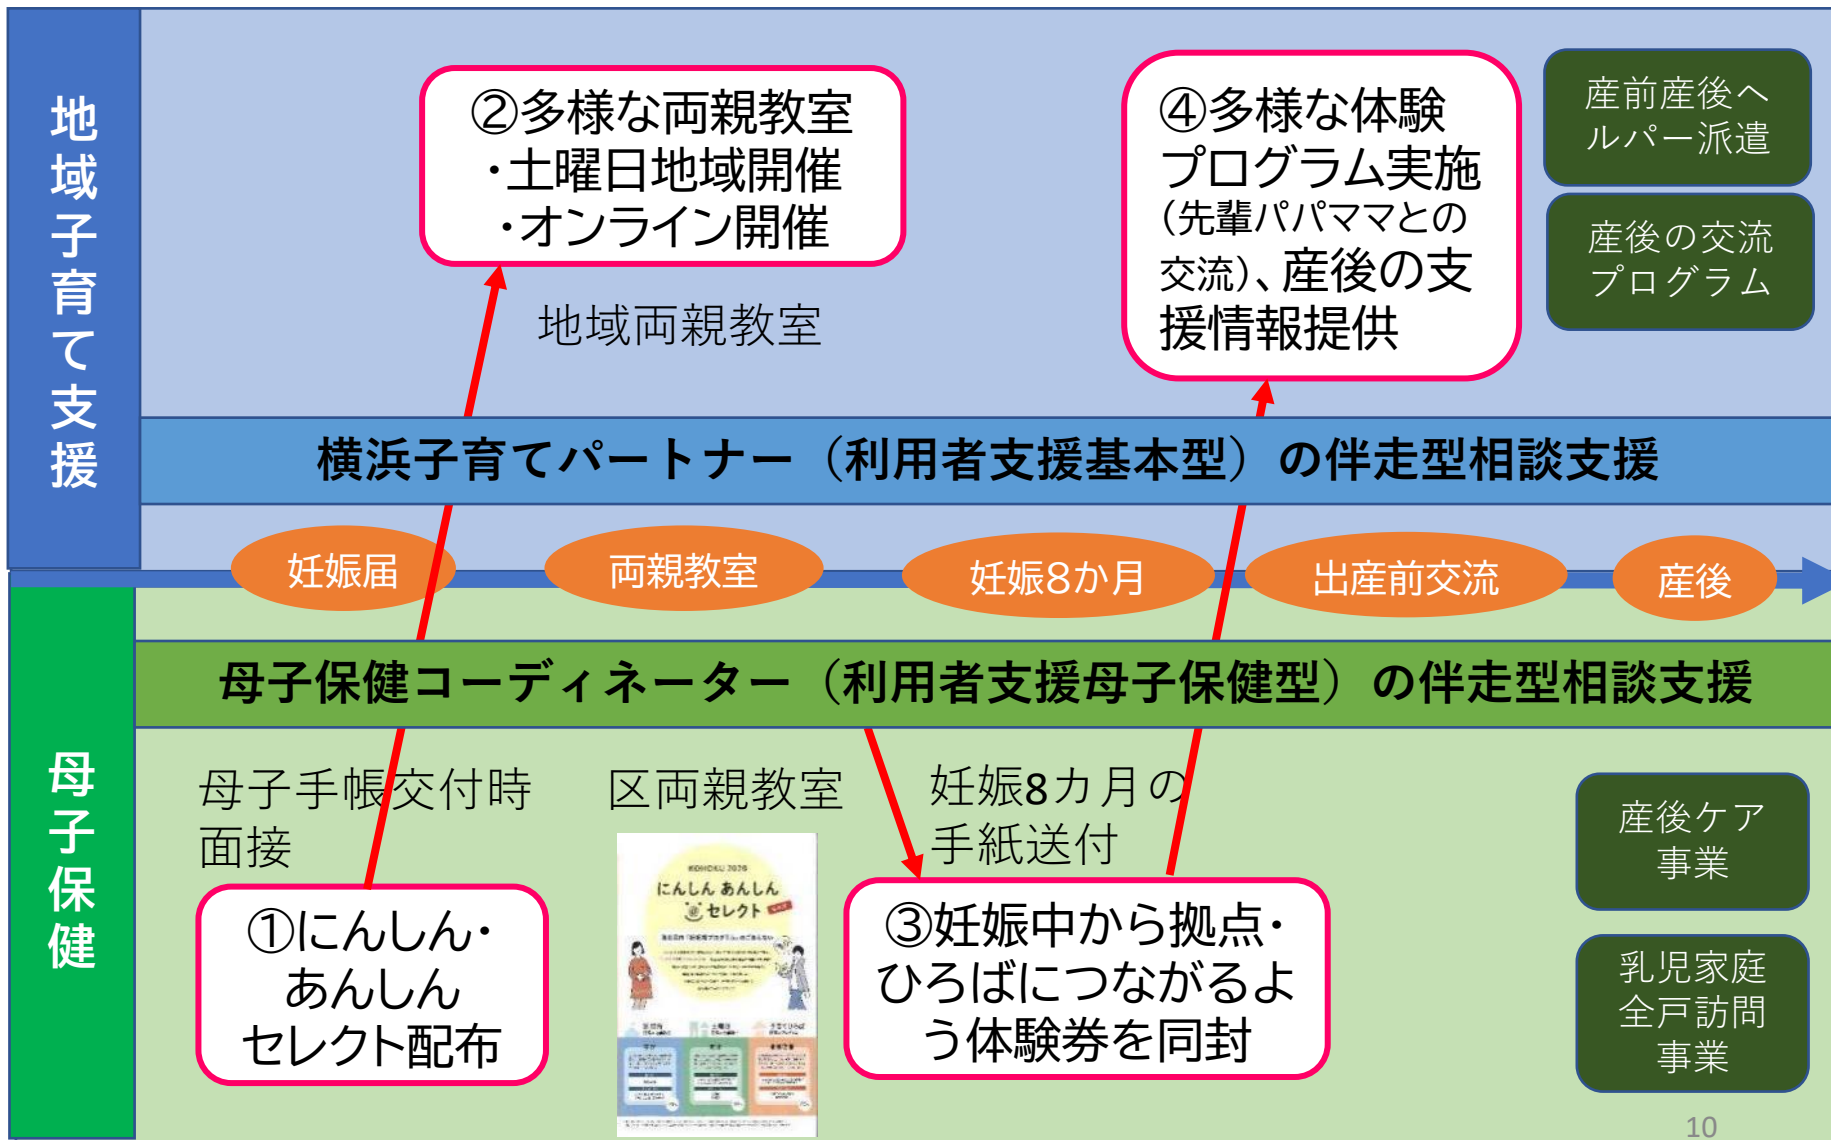 地域子育て支援
②多様な両親教室
・土曜日地域開催
・オンライン開催
地域両親教室
④多様な体験
プログラム実施
（先輩パパママとの
交流）、産後の支
援情報提供
産前産後ヘ
ルパー派遣
産後の交流
プログラム
横浜子育てパートナー（利用者支援基本型）の伴走型相談支援
妊娠届
両親教室
妊娠8か月
出産前交流
産後
母子保健
母子保健コーディネーター（利用者支援母子保健型）の伴走型相談支援
母子手帳交付時
面接
①にんしん・
あんしん
セレクト配布
区両親教室
KOHOKU 2026
にんしん あんしん
セレクト
妊娠8カ月の
手紙送付
③妊娠中から拠点・
ひろばにつながるよ
う体験券を同封
産後ケア
事業
乳児家庭
全戸訪問
事業
10